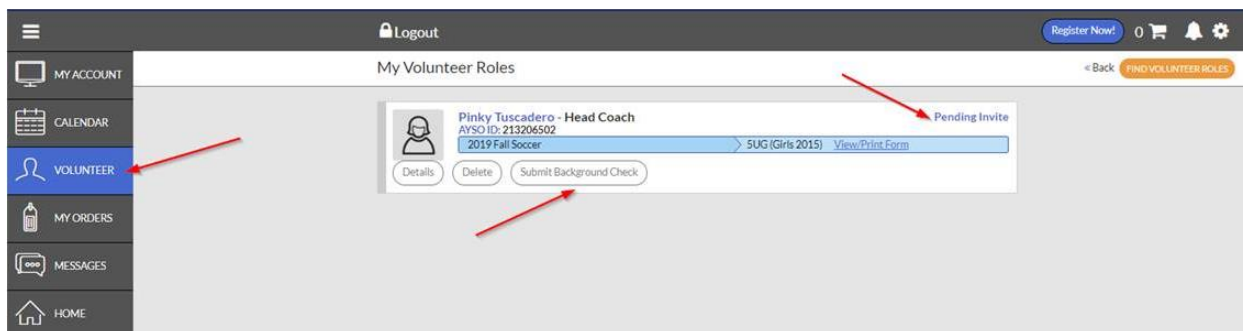 Logout
Register Now! 0
MY ACCOUNT
My Volunteer Roles
« Back FIND VOLUNTEER ROLES
CALENDAR
Pinky Tuscadero - Head Coach
Pending Invite
AYSO ID: 213206502
2019 Fall Soccer 5UG (Girls 2015) View/Print Form
VOLUNTEER
Details Delete Submit Background Check
MY ORDERS
MESSAGES
HOME